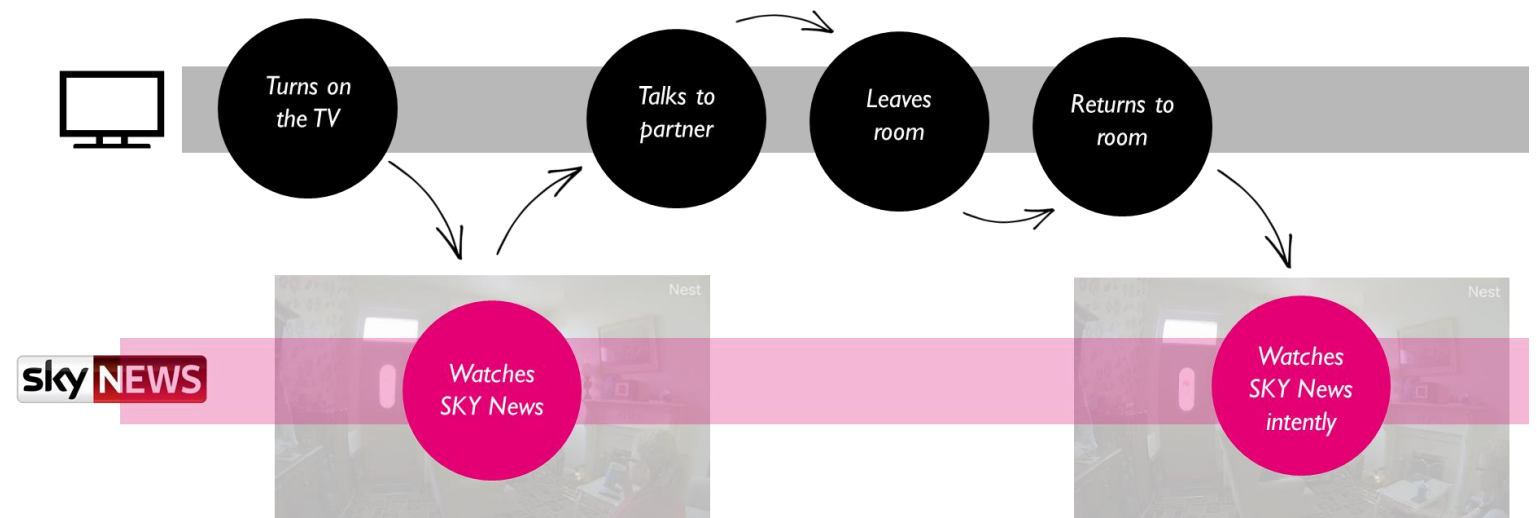 Turns on
the TV
Talks to
partner
Leaves
room
Returns to
room
Nest
Nest
sky NEWS
Watches
SKY News
Watches
SKY News
intently